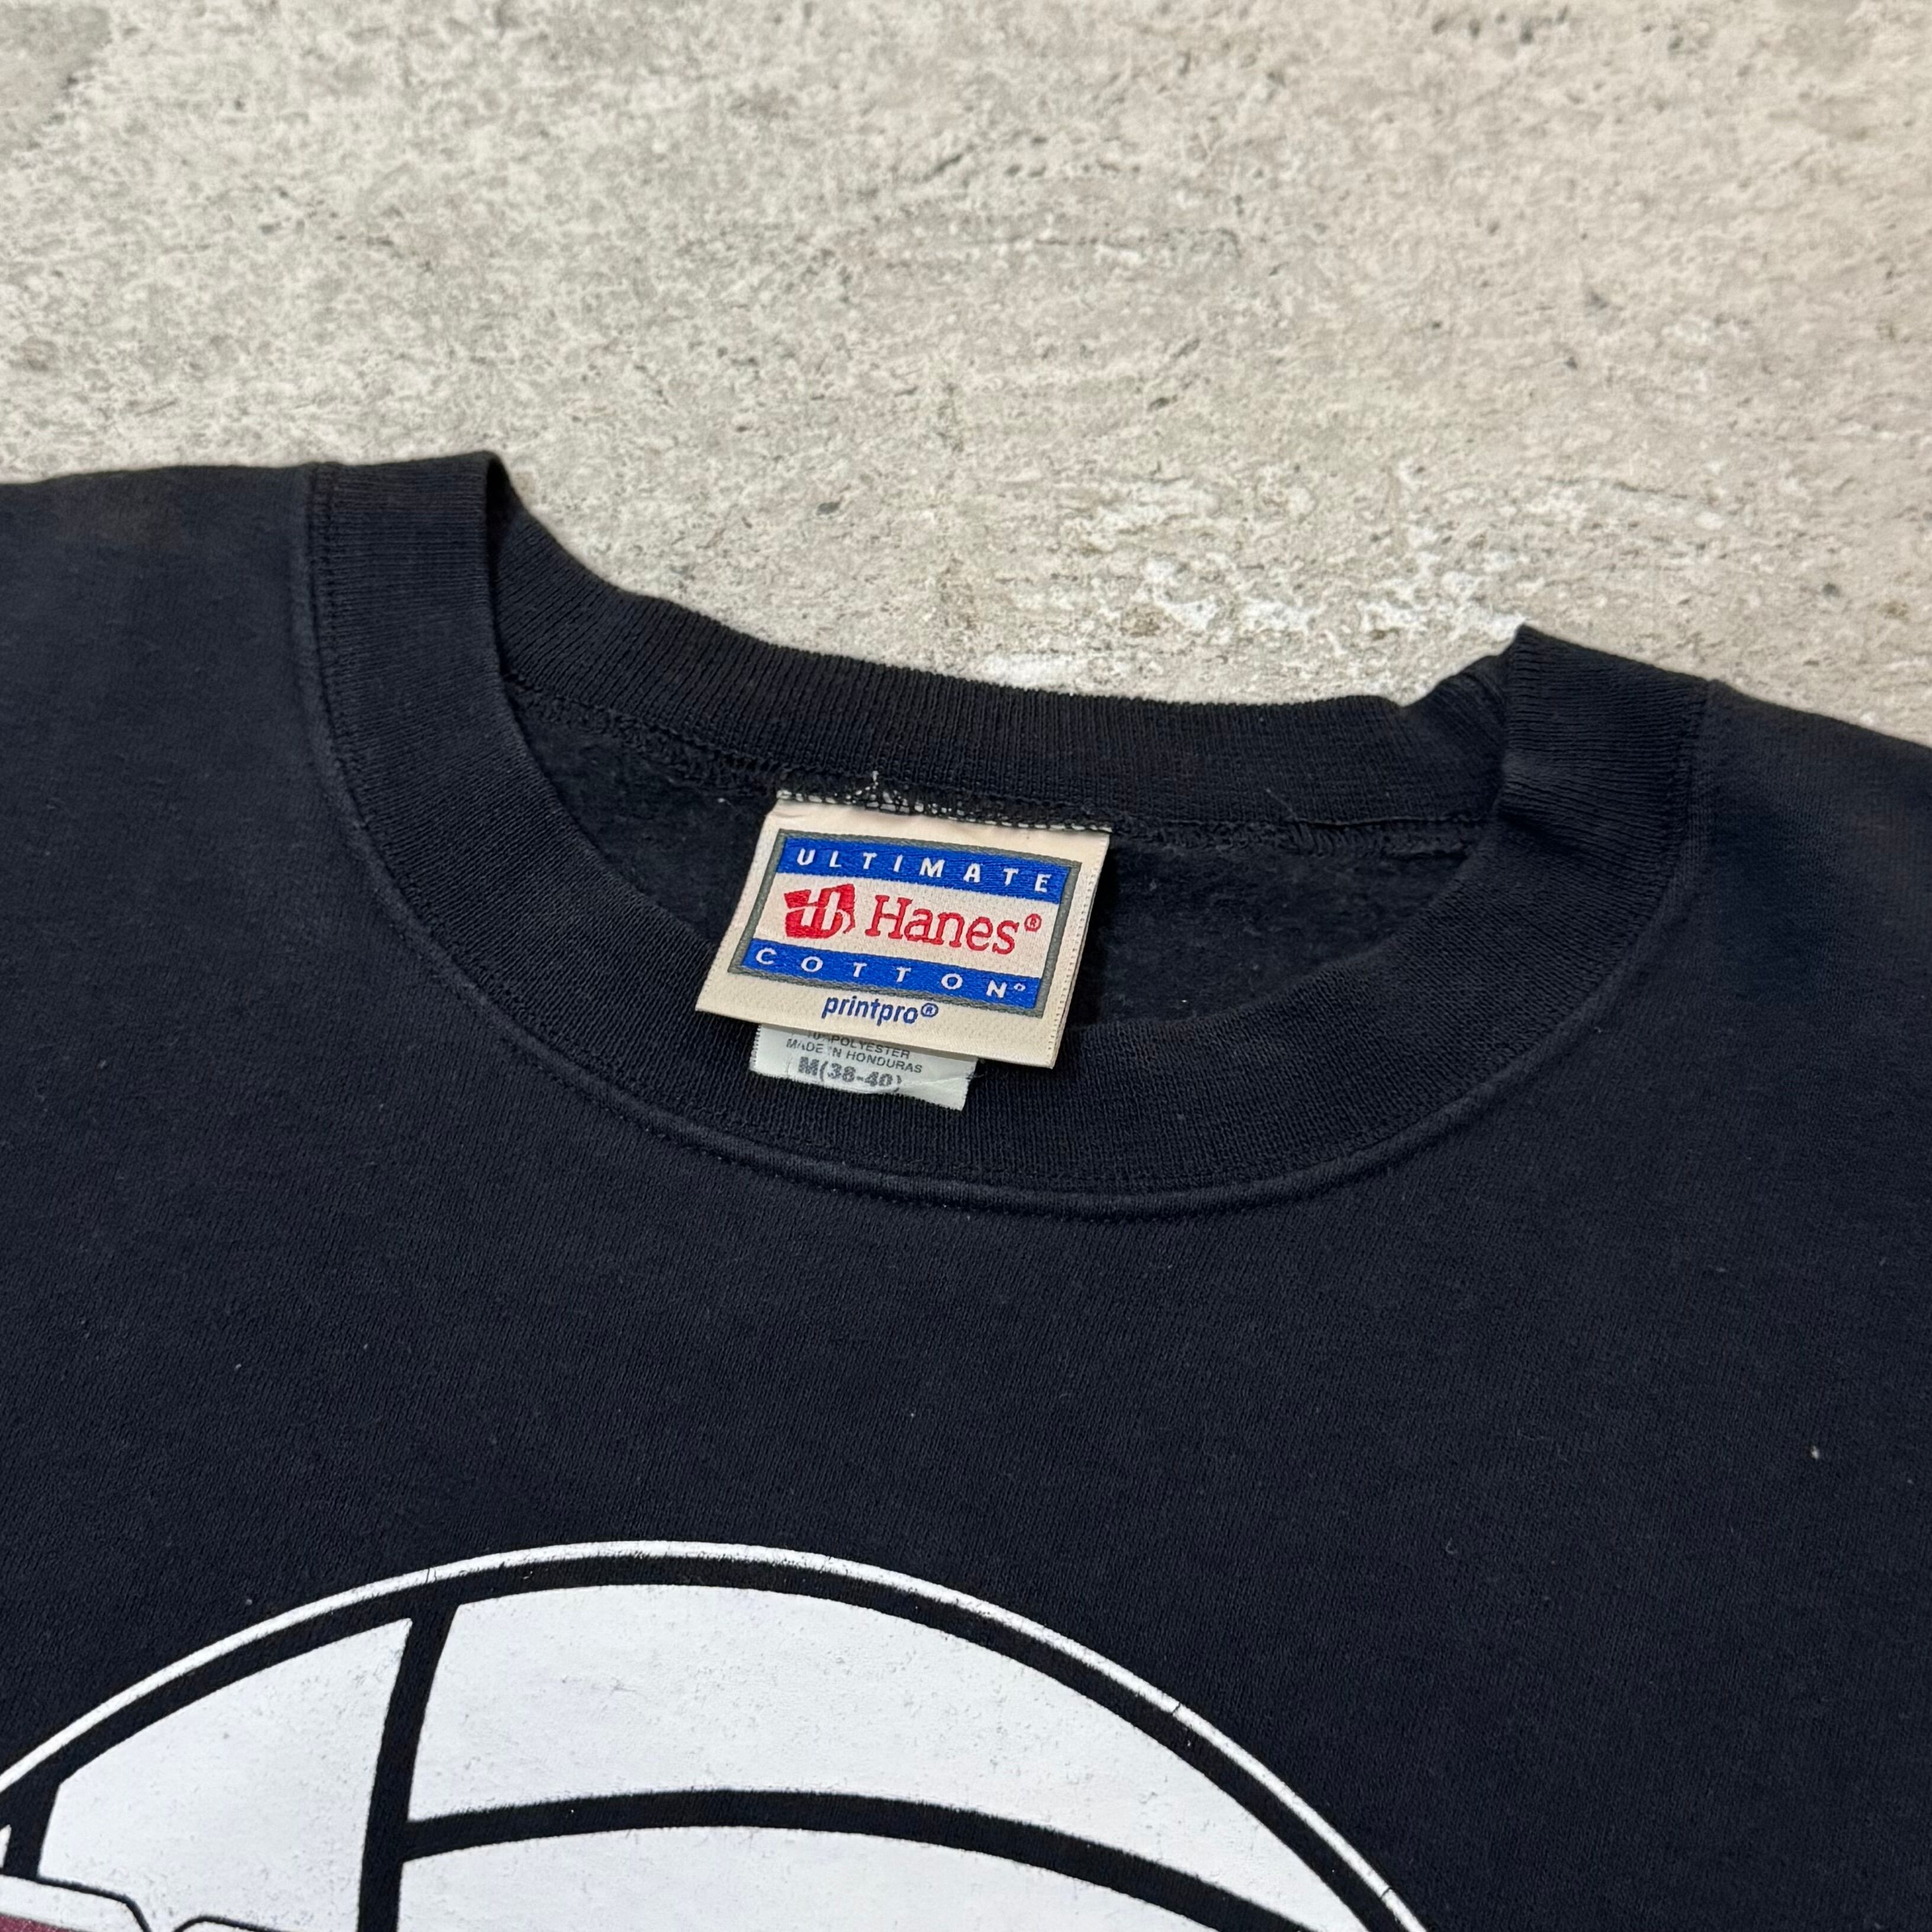 ULTIMATE
Hanes®
COTTON®
printpro®
POLYESTER
MADE IN HONDURAS
M(38-40)